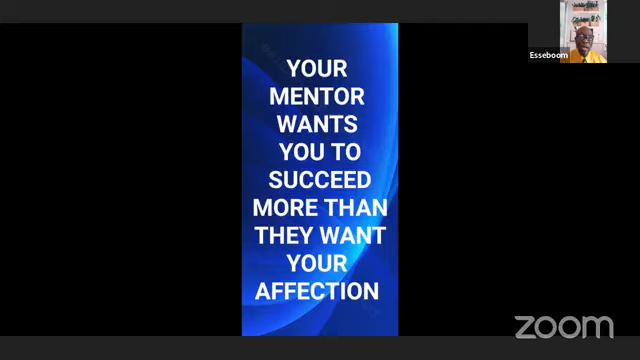 YOUR
MENTOR
WANTS
YOU TO
SUCCEED
MORE THAN
THEY WANT
YOUR
AFFECTION
Esseboom
zoom